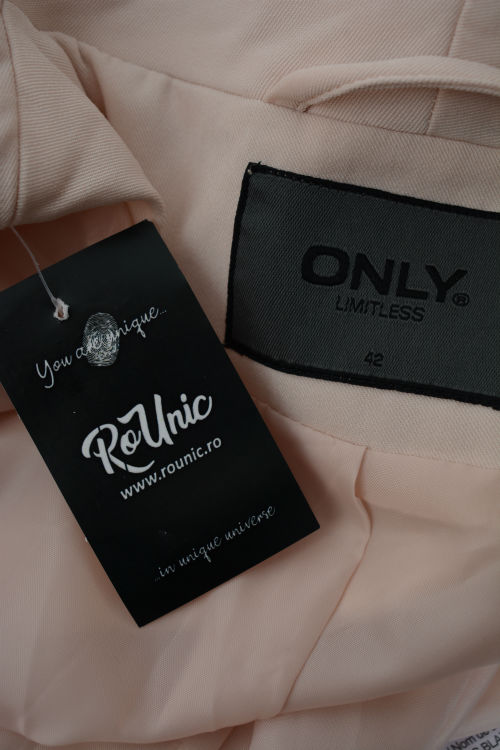 ONLY®
LIMITLESS
42
You are unique...
RoUnic
www.rounic.ro
...in unique universe